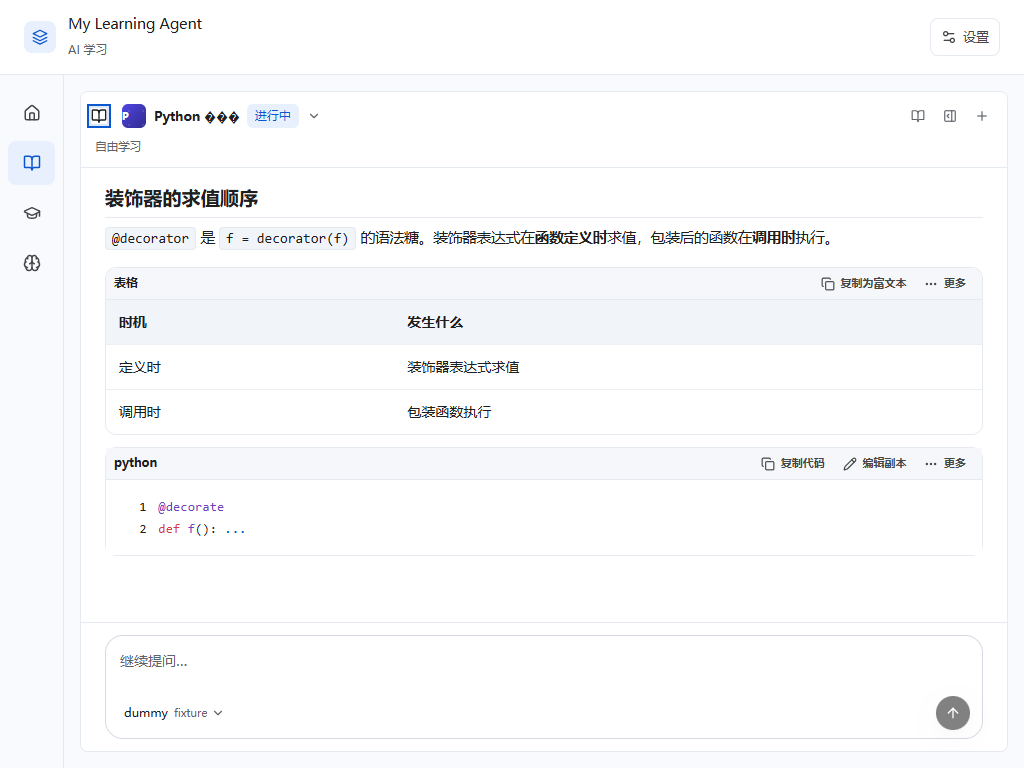 My Learning Agent
AI 学习
设置
P
Python ���
进行中
自由学习
装饰器的求值顺序
@decorator 是 f = decorator(f) 的语法糖。装饰器表达式在函数定义时求值，包装后的函数在调用时执行。
表格
复制为富文本
··· 更多
时机 发生什么
定义时 装饰器表达式求值
调用时 包装函数执行
python
复制代码
编辑副本
··· 更多
1 @decorate
2 def f(): ...
继续提问...
dummy fixture